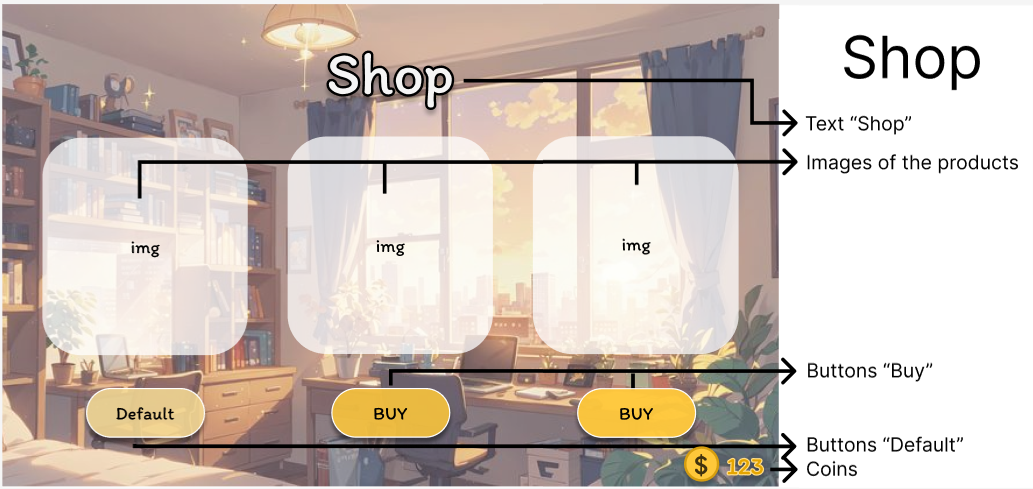 Shop
Shop
Text “Shop”
Images of the products
img
img
img
Buttons “Buy”
Default
BUY
BUY
Buttons “Default”
$ 123
Coins